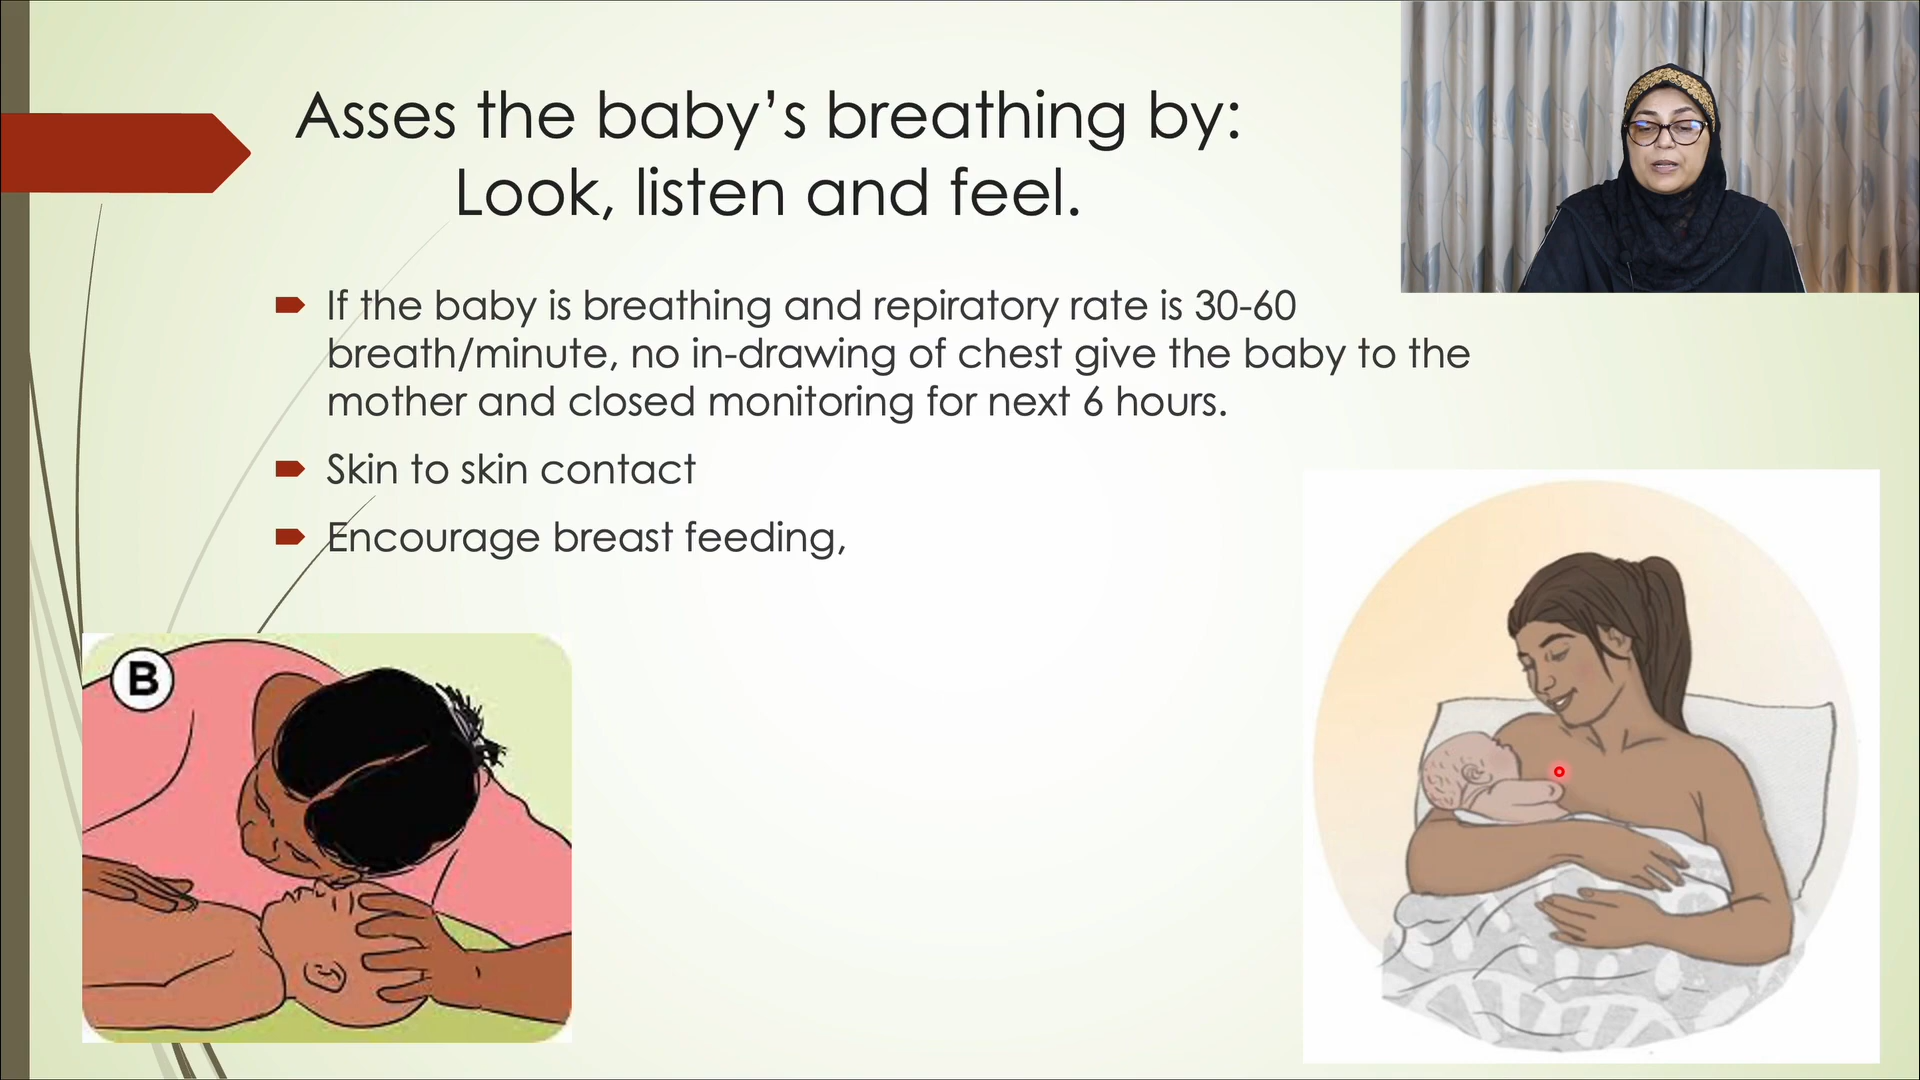 Asses the baby’s breathing by:
Look, listen and feel.
If the baby is breathing and repiratory rate is 30-60
breath/minute, no in-drawing of chest give the baby to the
mother and closed monitoring for next 6 hours.
Skin to skin contact
Encourage breast feeding,
B